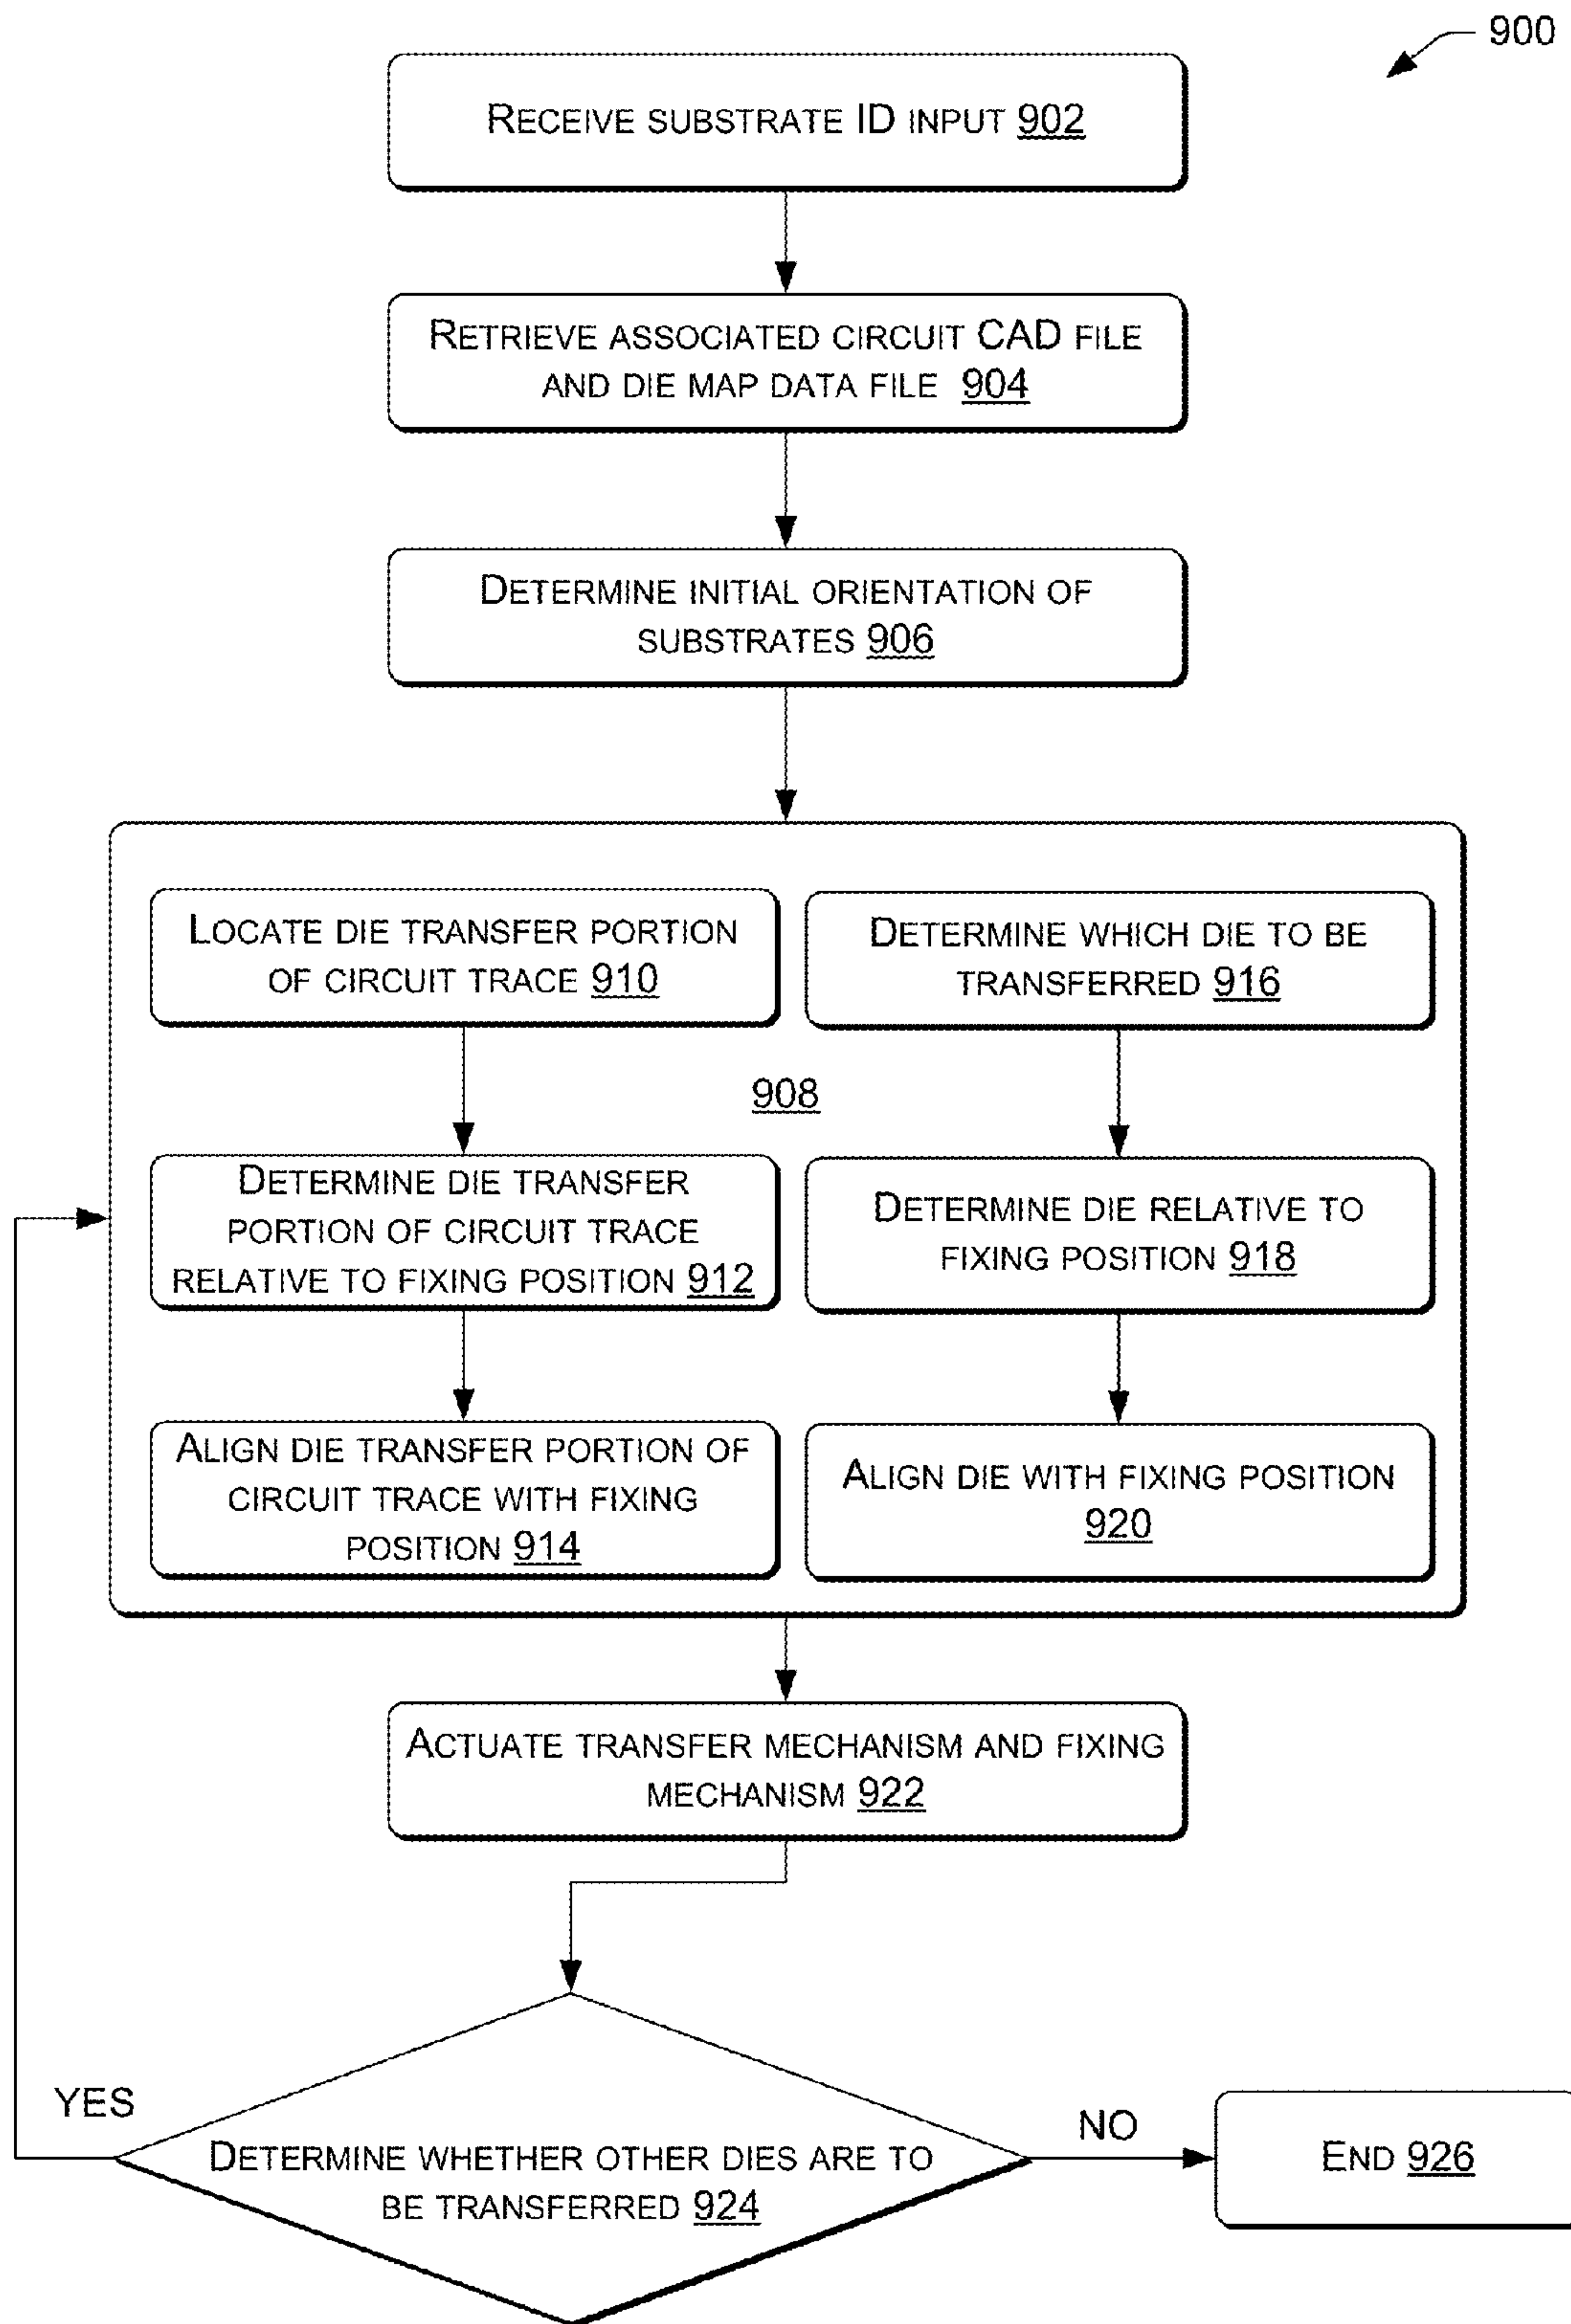 900
RECEIVE SUBSTRATE ID INPUT 902
RETRIEVE ASSOCIATED CIRCUIT CAD FILE
AND DIE MAP DATA FILE 904
DETERMINE INITIAL ORIENTATION OF
SUBSTRATES 906
LOCATE DIE TRANSFER PORTION
OF CIRCUIT TRACE 910
DETERMINE WHICH DIE TO BE
TRANSFERRED 916
908
DETERMINE DIE TRANSFER
PORTION OF CIRCUIT TRACE
RELATIVE TO FIXING POSITION 912
DETERMINE DIE RELATIVE TO
FIXING POSITION 918
ALIGN DIE TRANSFER PORTION OF
CIRCUIT TRACE WITH FIXING
POSITION 914
ALIGN DIE WITH FIXING POSITION
920
ACTUATE TRANSFER MECHANISM AND FIXING
MECHANISM 922
YES
DETERMINE WHETHER OTHER DIES ARE TO
BE TRANSFERRED 924
NO
END 926